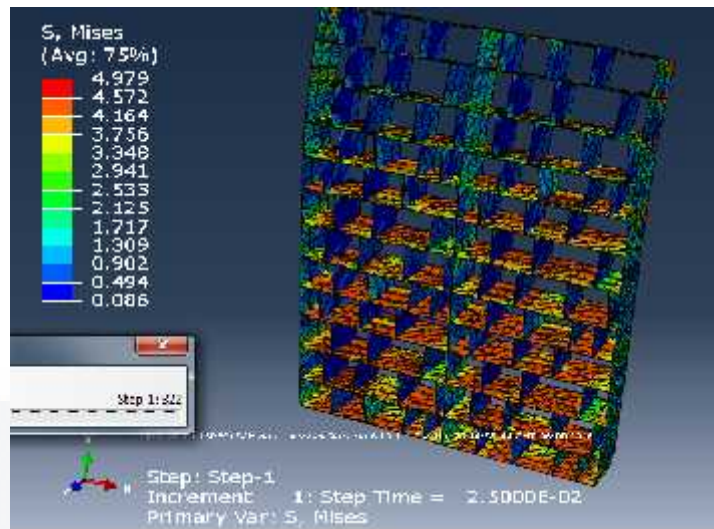 S, Mises
(Avg: 75%)
4.979
4.572
4.164
3.756
3.348
2.941
2.533
2.125
1.717
1.309
0.902
0.494
0.086
Step: Step-1
Increment 1: Step Time = 2.5000E-02
Primary Var: S, Mises